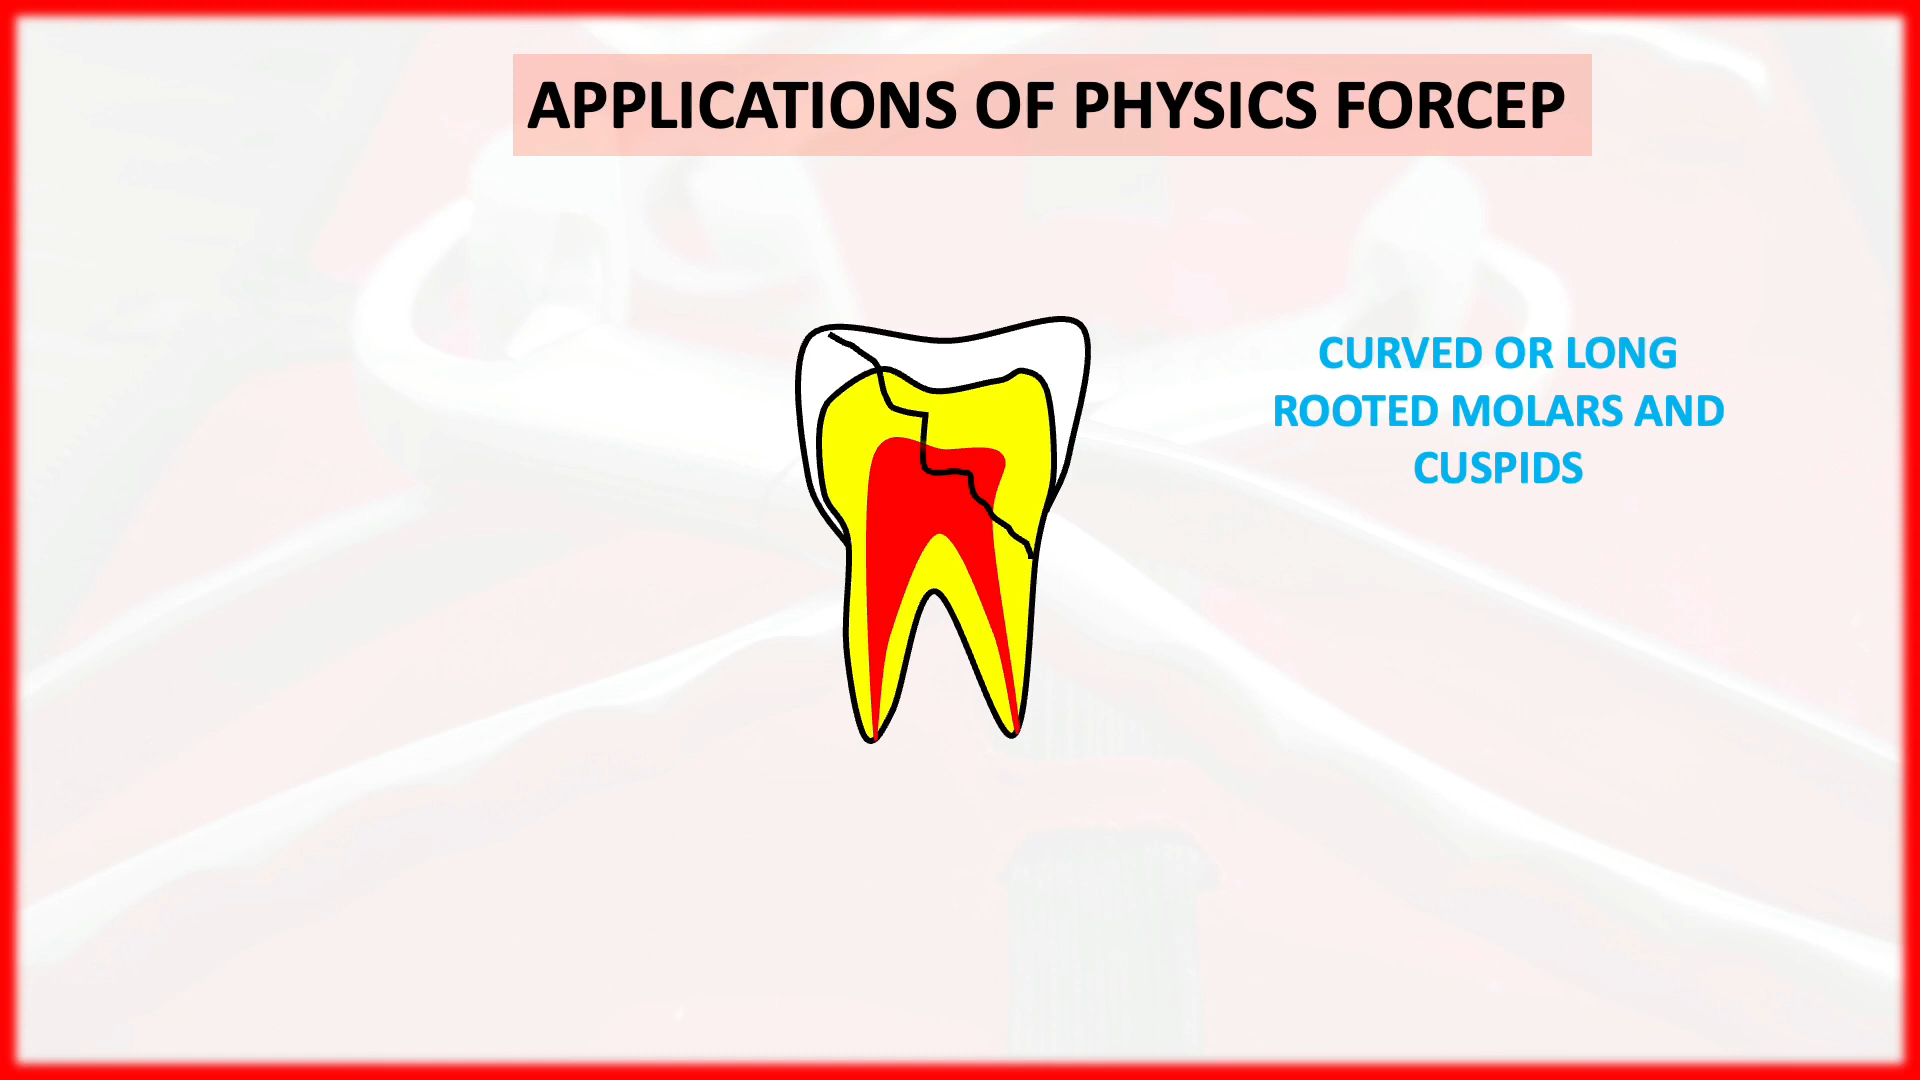 APPLICATIONS OF PHYSICS FORCEP
CURVED OR LONG
ROOTED MOLARS AND
CUSPIDS